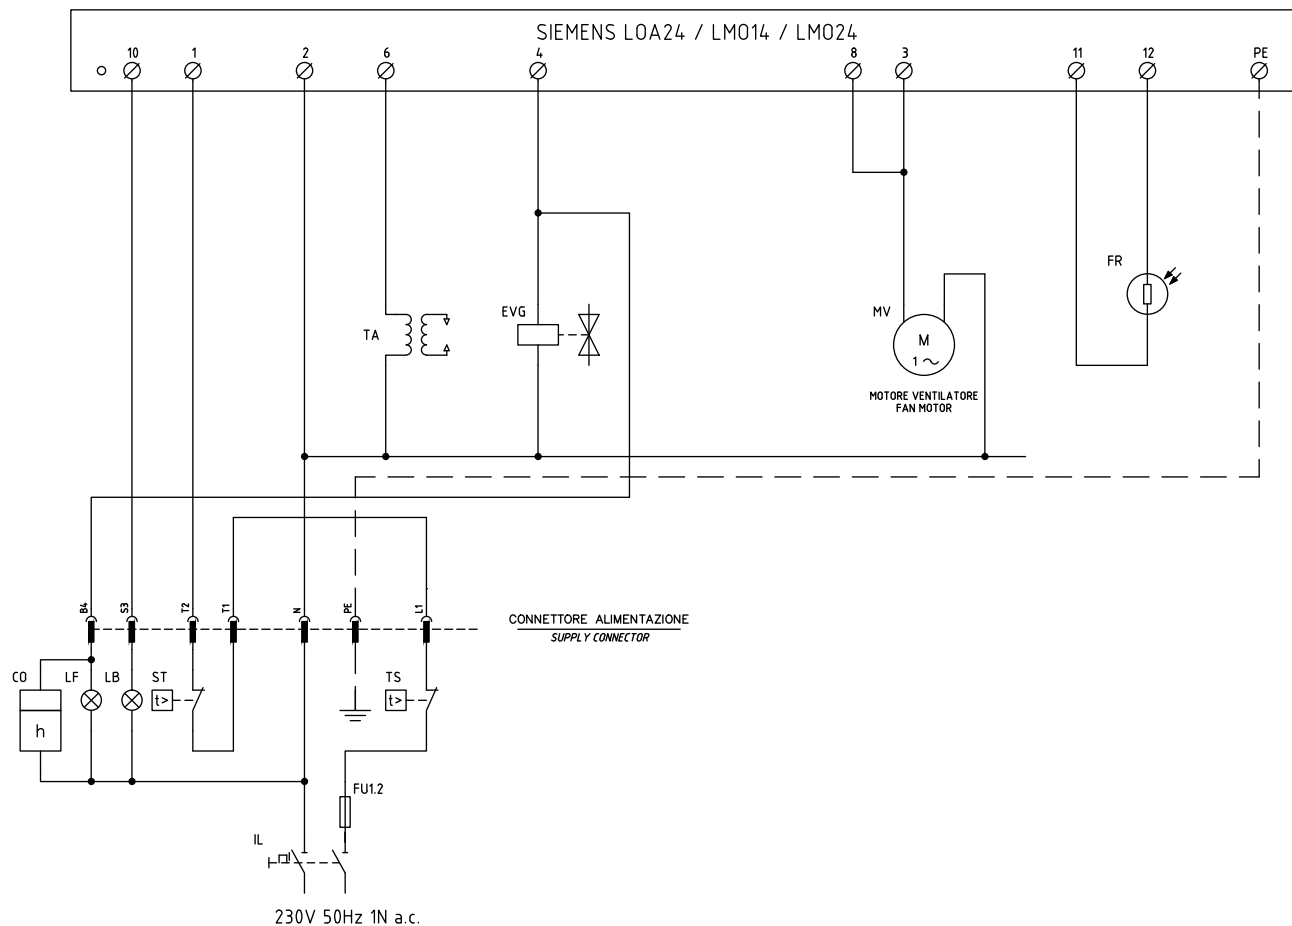 SIEMENS LOA24 / LMO14 / LMO24
10 1 2 6 4 8 3 11 12 PE
FR
EVG
MV
TA
M
1~
MOTORE VENTILATORE
FAN MOTOR
B4 S3 T2 T1 N PE L1
CONNETTORE ALIMENTAZIONE
SUPPLY CONNECTOR
CO LF LB ST TS
t> t>
h
FU1.2
IL
230V 50Hz 1N a.c.